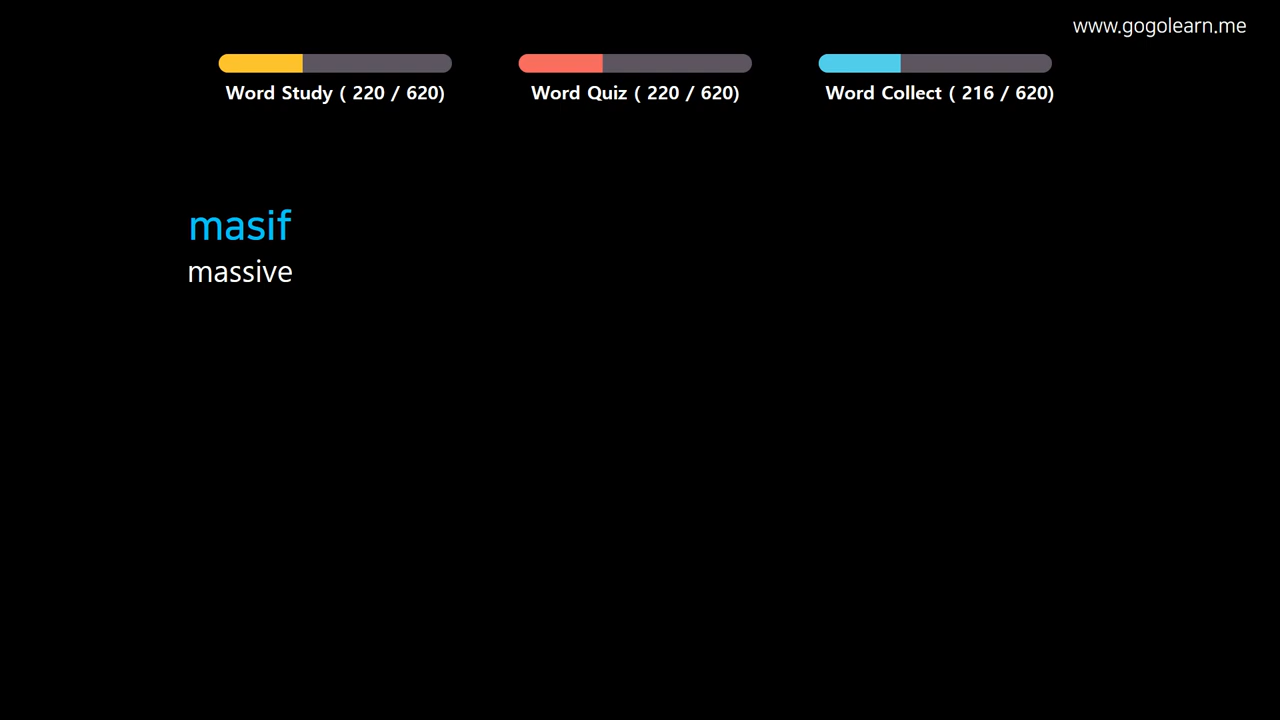 www.gogolearn.me
Word Study ( 220 / 620)
Word Quiz ( 220 / 620)
Word Collect ( 216 / 620)
masif
massive